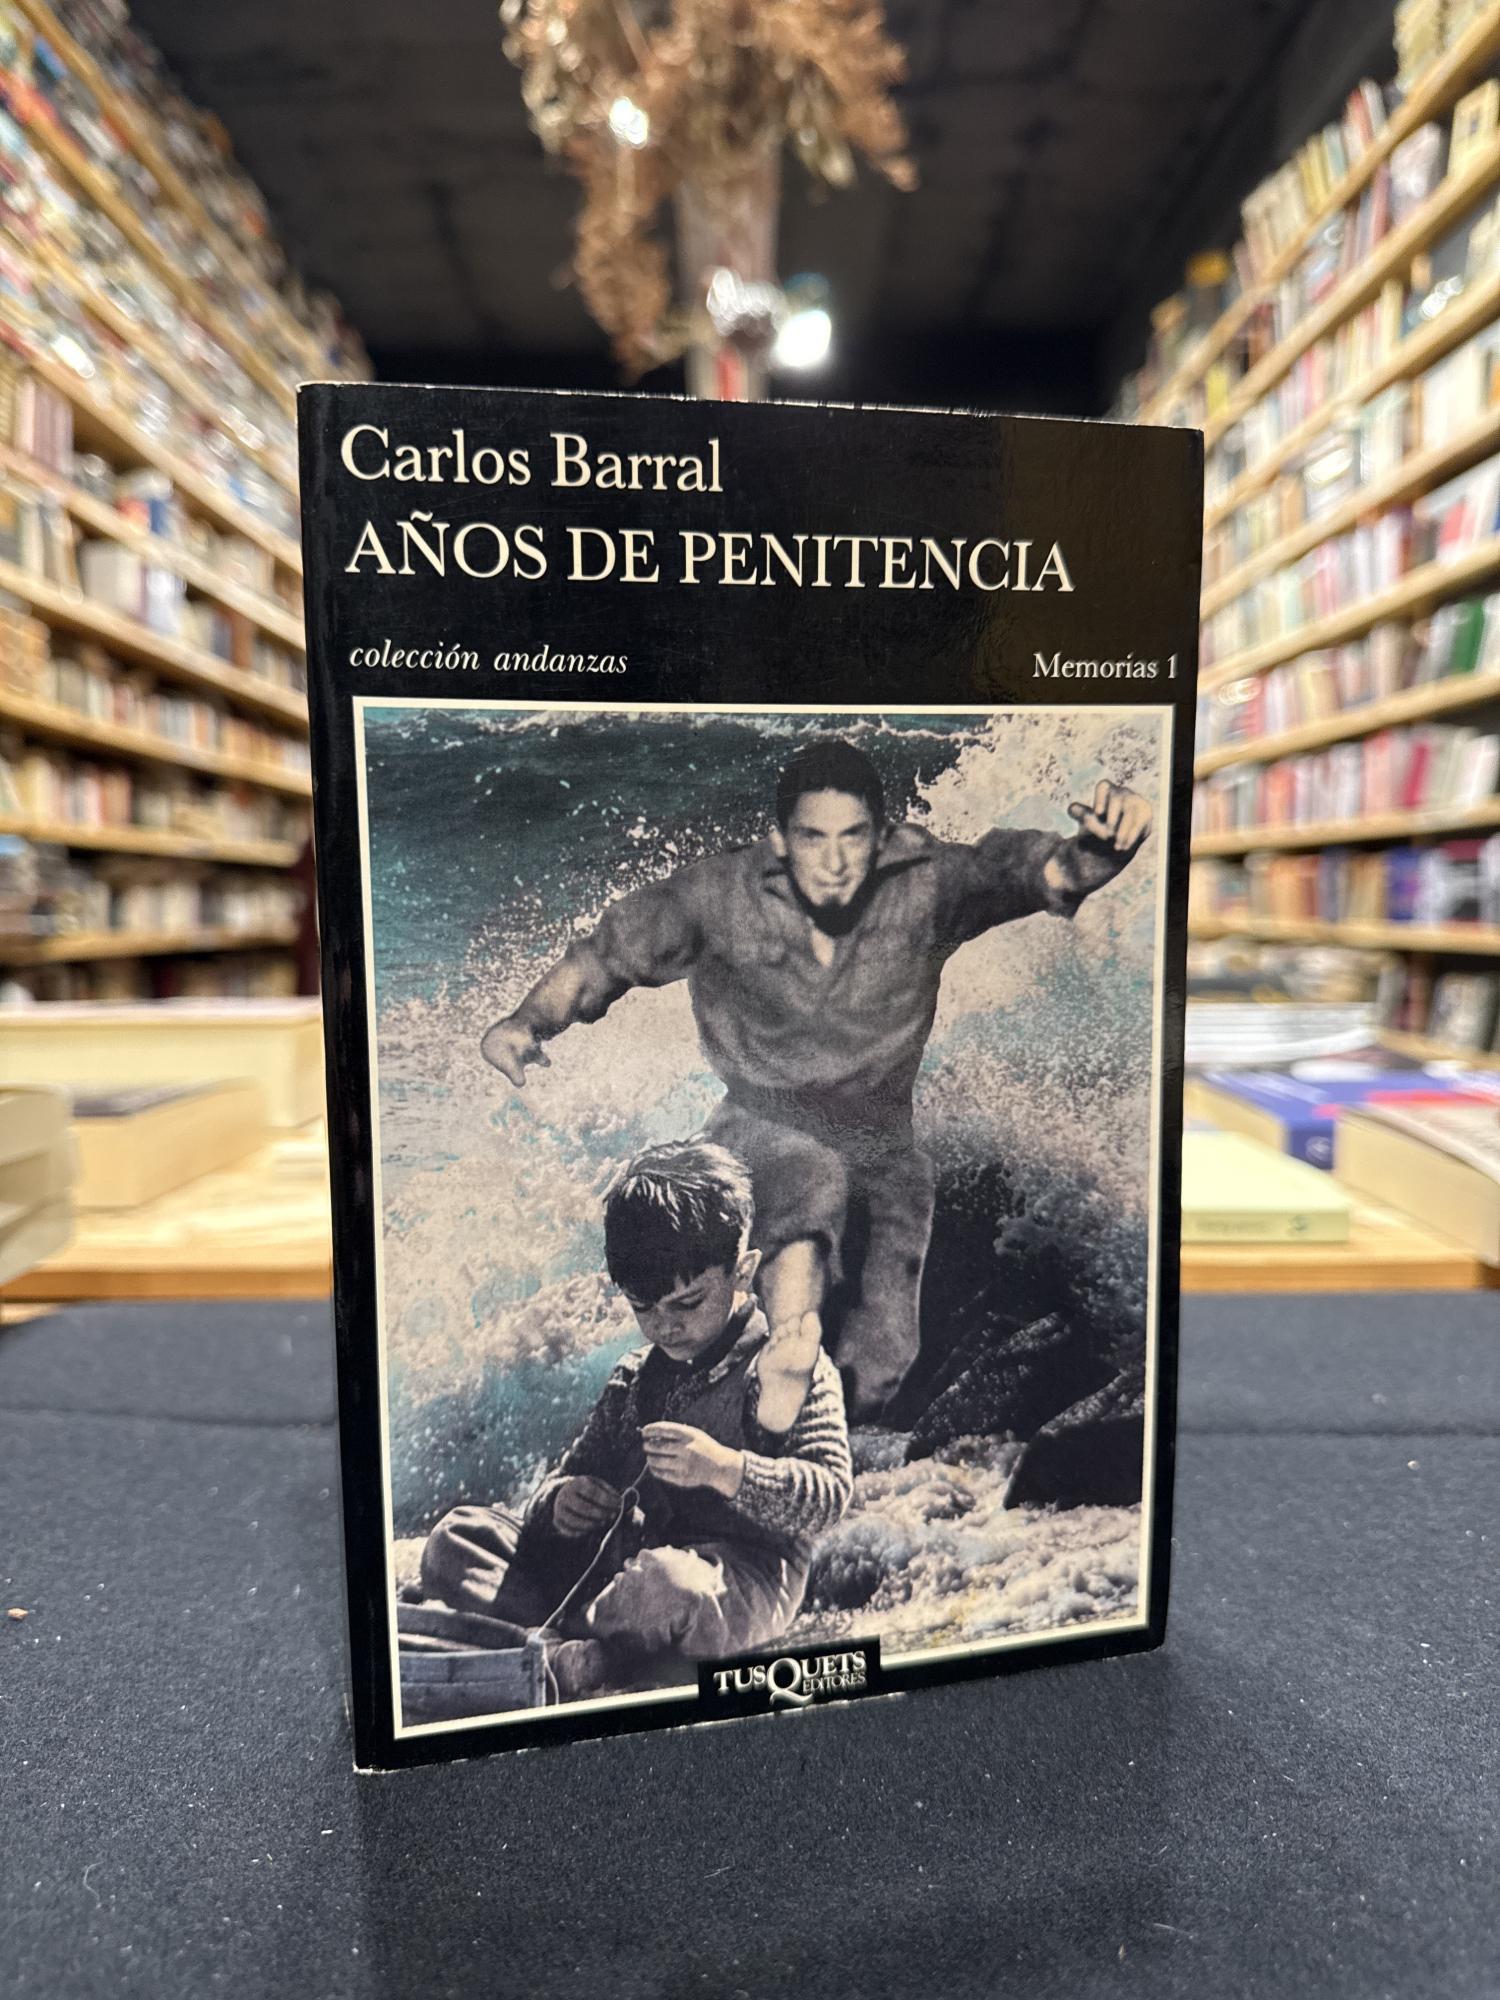 Carlos Barral
AÑOS DE PENITENCIA
colección andanzas
Memorias 1
TUSQUETS
EDITORES